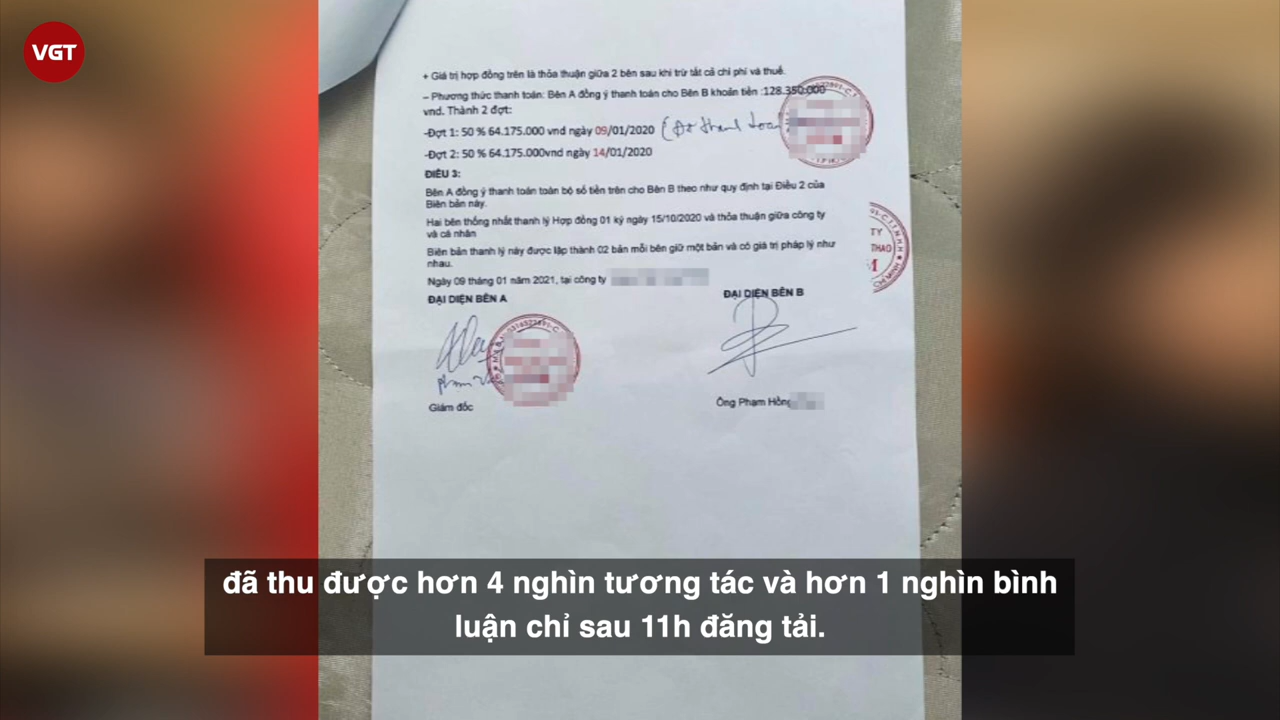 VGT
+ Giá trị hợp đồng trên là thỏa thuận giữa 2 bên sau khi trừ tất cả chi phí và thuế.
– Phương thức thanh toán: Bên A đồng ý thanh toán cho Bên B khoản tiền :128.350.000
vnd. Thành 2 đợt:
-Đợt 1: 50 % 64.175.000 vnd ngày 09/01/2020 (Đã thanh toán
-Đợt 2: 50 % 64.175.000vnd ngày 14/01/2020
ĐIỀU 3:
Bên A đồng ý thanh toán toàn bộ số tiền trên cho Bên B theo như quy định tại Điều 2 của
Biên bản này.
Hai bên thống nhất thanh lý Hợp đồng 01 ký ngày 15/10/2020 và thỏa thuận giữa công ty
và cá nhân
Biên bản thanh lý này được lập thành 02 bản mỗi bên giữ một bản và có giá trị pháp lý như
nhau.
Ngày 09 tháng 01 năm 2021, tại công ty
TY
THAO
ĐẠI DIỆN BÊN A
ĐẠI DIỆN BÊN B
Giám đốc
Ông Phạm Hồng
đã thu được hơn 4 nghìn tương tác và hơn 1 nghìn bình
luận chỉ sau 11h đăng tải.